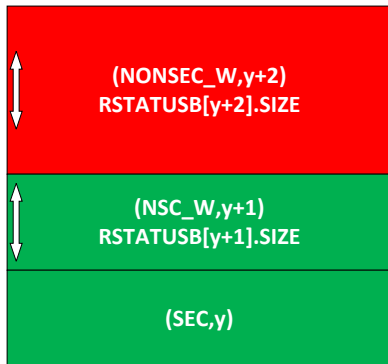 (NONSEC_W,y+2)
RSTATUSB[y+2].SIZE
(NSC_W,y+1)
RSTATUSB[y+1].SIZE
(SEC,y)